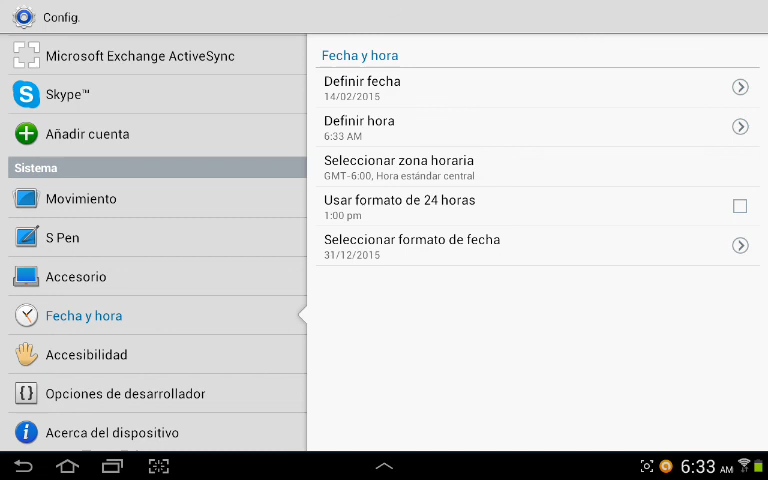 Config.
Microsoft Exchange ActiveSync
Skype™
Añadir cuenta
Sistema
Movimiento
S Pen
Accesorio
Fecha y hora
Accesibilidad
Opciones de desarrollador
Acerca del dispositivo
Fecha y hora
Definir fecha
14/02/2015
Definir hora
6:33 AM
Seleccionar zona horaria
GMT-6:00, Hora estándar central
Usar formato de 24 horas
1:00 pm
Seleccionar formato de fecha
31/12/2015
6:33 AM